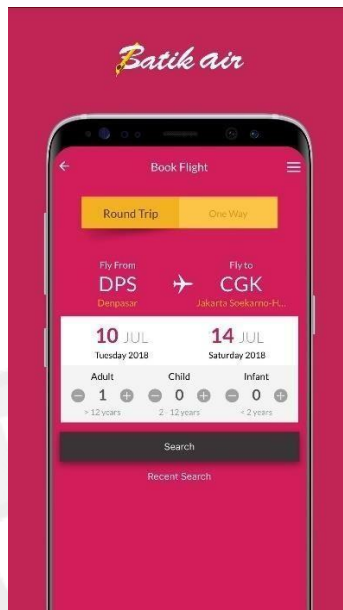 Batik air
Book Flight
Round Trip One Way
Fly From Fly to
DPS CGK
Denpasar Jakarta Soekarno-H...
10 JUL 14 JUL
Tuesday 2018 Saturday 2018
Adult Child Infant
1 0 0
> 12 years 2 - 12 years < 2 years
Search
Recent Search